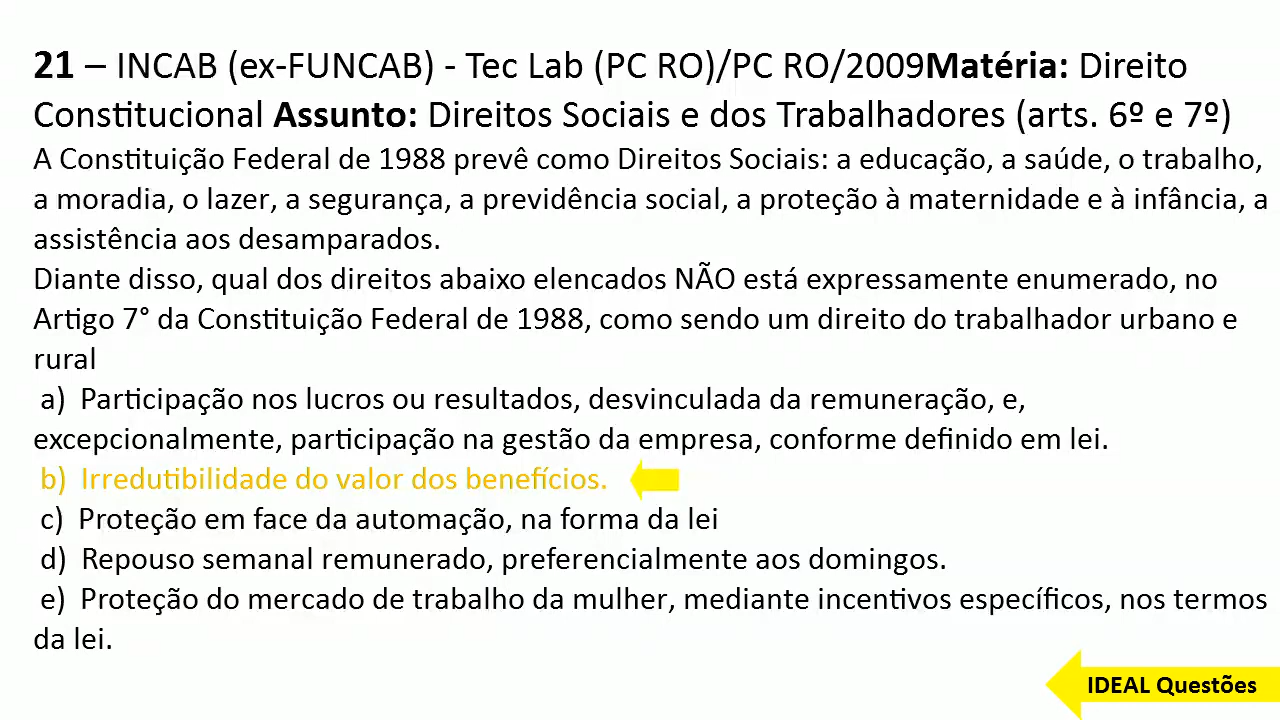 21 – INCAB (ex-FUNCAB) - Tec Lab (PC RO)/PC RO/2009Matéria: Direito
Constitucional Assunto: Direitos Sociais e dos Trabalhadores (arts. 6º e 7º)
A Constituição Federal de 1988 prevê como Direitos Sociais: a educação, a saúde, o trabalho,
a moradia, o lazer, a segurança, a previdência social, a proteção à maternidade e à infância, a
assistência aos desamparados.
Diante disso, qual dos direitos abaixo elencados NÃO está expressamente enumerado, no
Artigo 7° da Constituição Federal de 1988, como sendo um direito do trabalhador urbano e
rural
a) Participação nos lucros ou resultados, desvinculada da remuneração, e,
excepcionalmente, participação na gestão da empresa, conforme definido em lei.
b) Irredutibilidade do valor dos benefícios.
c) Proteção em face da automação, na forma da lei
d) Repouso semanal remunerado, preferencialmente aos domingos.
e) Proteção do mercado de trabalho da mulher, mediante incentivos específicos, nos termos
da lei.
IDEAL Questões